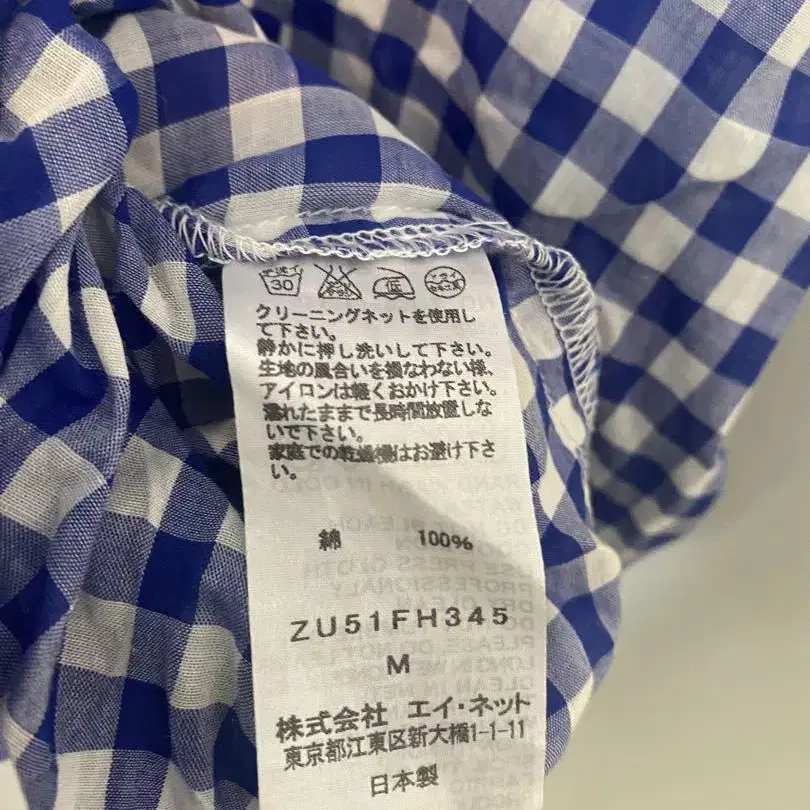 30 低
クリーニングネットを使用し
て下さい。
静かに押し洗いして下さい。
生地の風合いを損なわない様、
アイロンは軽くおかけ下さい。
濡れたままで長時間放置しな
いで下さい。
家庭での乾燥機はお避け下さ
い。
綿 100%
ZU51FH345
M
株式会社 エイ・ネット
東京都江東区新大橋1-1-11
日本製